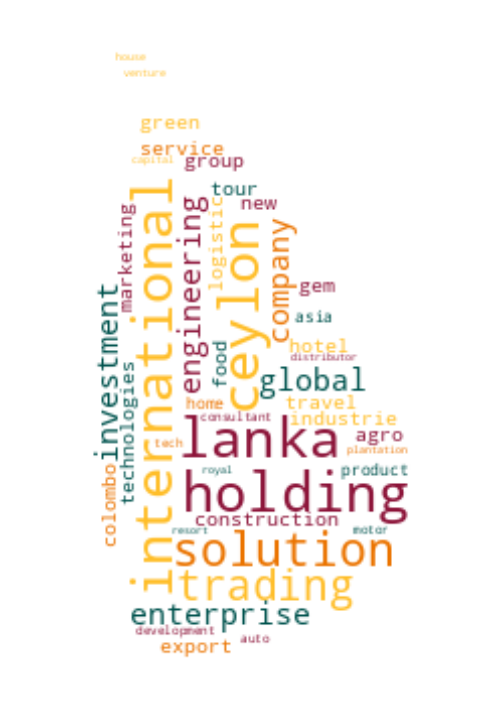 house
venture
green
service
capital
group
tour
new
marketing
international
engineering
logistic
ceylon
company
gem
asia
investment
technologies
food
hotel
distributor
global
home
travel
consultant
industrie
lanka
agro
tech
plantation
royal
product
colombo
holding
construction
resort
motor
solution
trading
enterprise
development
auto
export